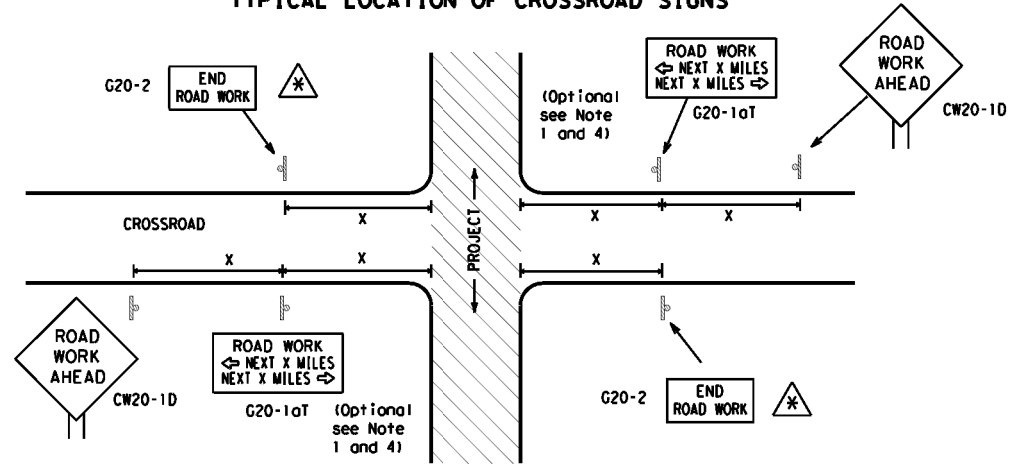 TYPICAL LOCATION OF CROSSROAD SIGNS
G20-2
END
ROAD WORK
*
(Optional
see Note
1 and 4)
ROAD WORK
⇦ NEXT X MILES
NEXT X MILES ⇨
G20-1aT
ROAD
WORK
AHEAD
CW20-1D
X
X
X
CROSSROAD
PROJECT
X
X
X
ROAD
WORK
AHEAD
CW20-1D
ROAD WORK
⇦ NEXT X MILES
NEXT X MILES ⇨
G20-1aT
(Optional
see Note
1 and 4)
G20-2
END
ROAD WORK
*